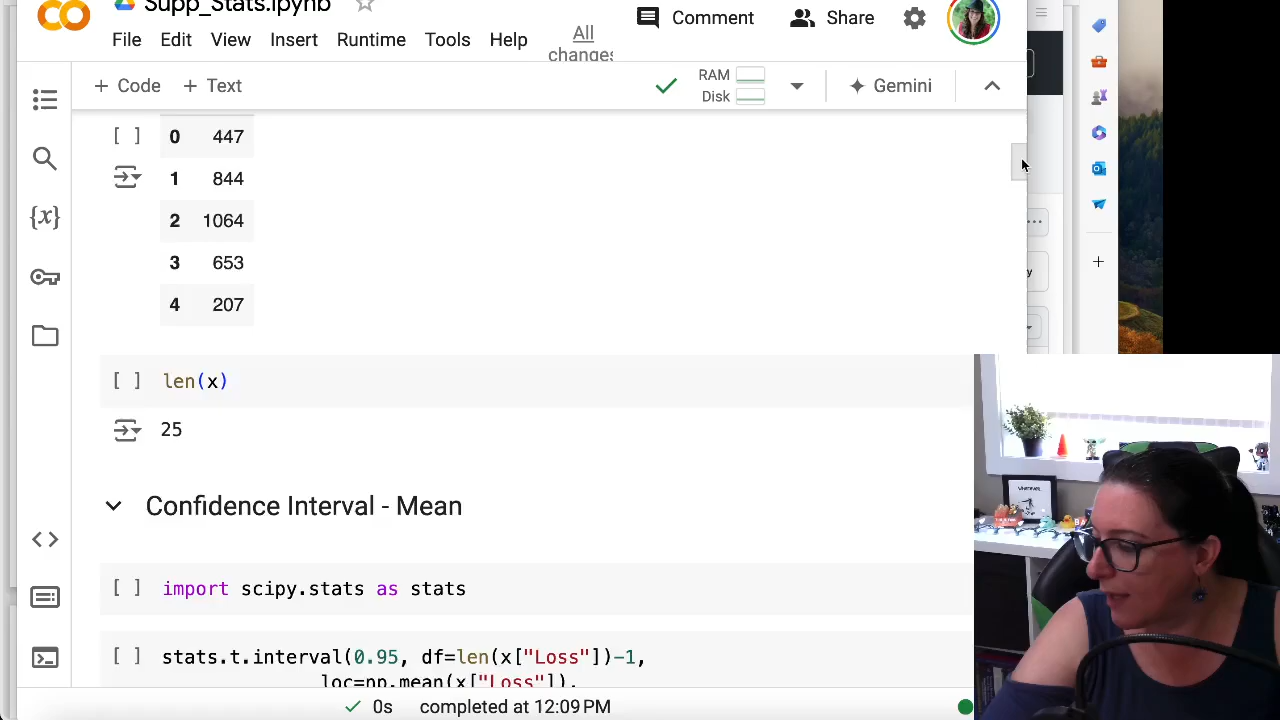 Supp_Stats.ipynb
Comment
Share
File Edit View Insert Runtime Tools Help
All changes
+ Code + Text
RAM
Disk
Gemini
[ ] 0 447
1 844
2 1064
3 653
4 207
[ ] len(x)
25
Confidence Interval - Mean
[ ] import scipy.stats as stats
[ ] stats.t.interval(0.95, df=len(x["Loss"])-1,
loc=np.mean(x["Loss"]),
0s completed at 12:09 PM